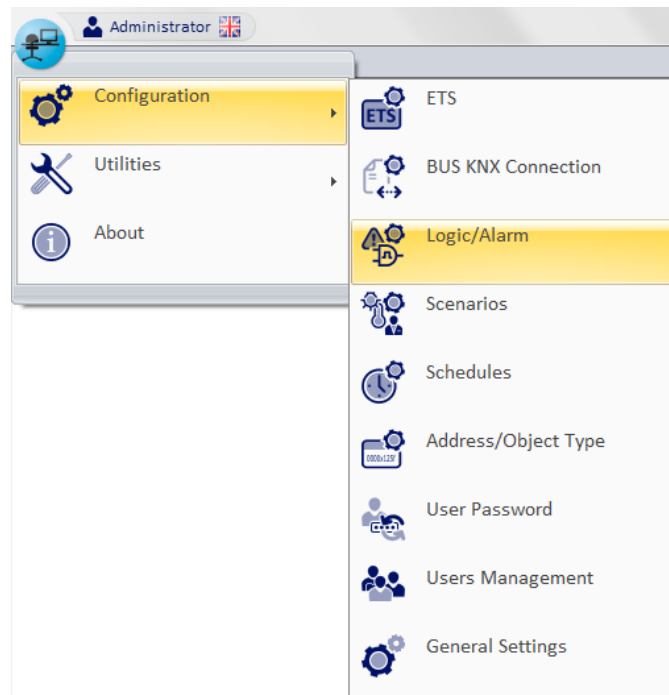 Administrator
Configuration
Utilities
About
ETS
ETS
BUS KNX Connection
Logic/Alarm
Scenarios
Schedules
Address/Object Type
User Password
Users Management
General Settings